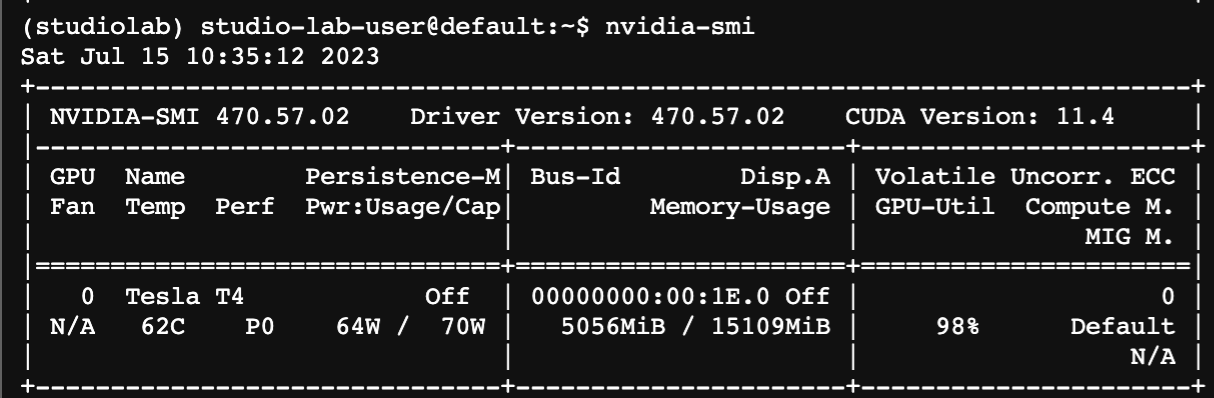 (studiolab) studio-lab-user@default:~$ nvidia-smi
Sat Jul 15 10:35:12 2023
+-----------------------------------------------------------------------------+
| NVIDIA-SMI 470.57.02    Driver Version: 470.57.02    CUDA Version: 11.4     |
|-------------------------------+----------------------+----------------------+
| GPU  Name        Persistence-M| Bus-Id        Disp.A | Volatile Uncorr. ECC |
| Fan  Temp  Perf  Pwr:Usage/Cap|         Memory-Usage | GPU-Util  Compute M. |
|                               |                      |               MIG M. |
|===============================+======================+======================|
|   0  Tesla T4            Off  | 00000000:00:1E.0 Off |                    0 |
| N/A   62C    P0    64W /  70W |   5056MiB / 15109MiB |     98%      Default |
|                               |                      |                  N/A |
+-------------------------------+----------------------+----------------------+